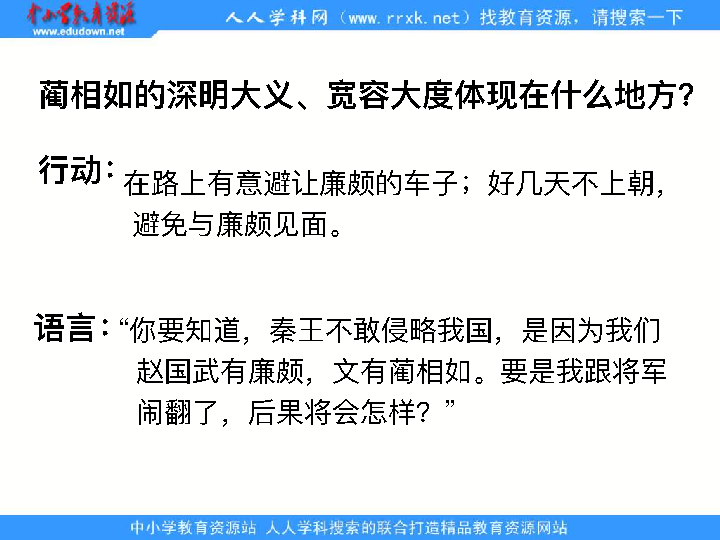 中小学教育资源
www.edudown.net
人人学科网（www.rrxk.net）找教育资源，请搜索一下
蔺相如的深明大义、宽容大度体现在什么地方？
行动：在路上有意避让廉颇的车子；好几天不上朝，
避免与廉颇见面。
语言：“你要知道，秦王不敢侵略我国，是因为我们
赵国武有廉颇，文有蔺相如。要是我跟将军
闹翻了，后果将会怎样？”
中小学教育资源站 人人学科搜索的联合打造精品教育资源网站